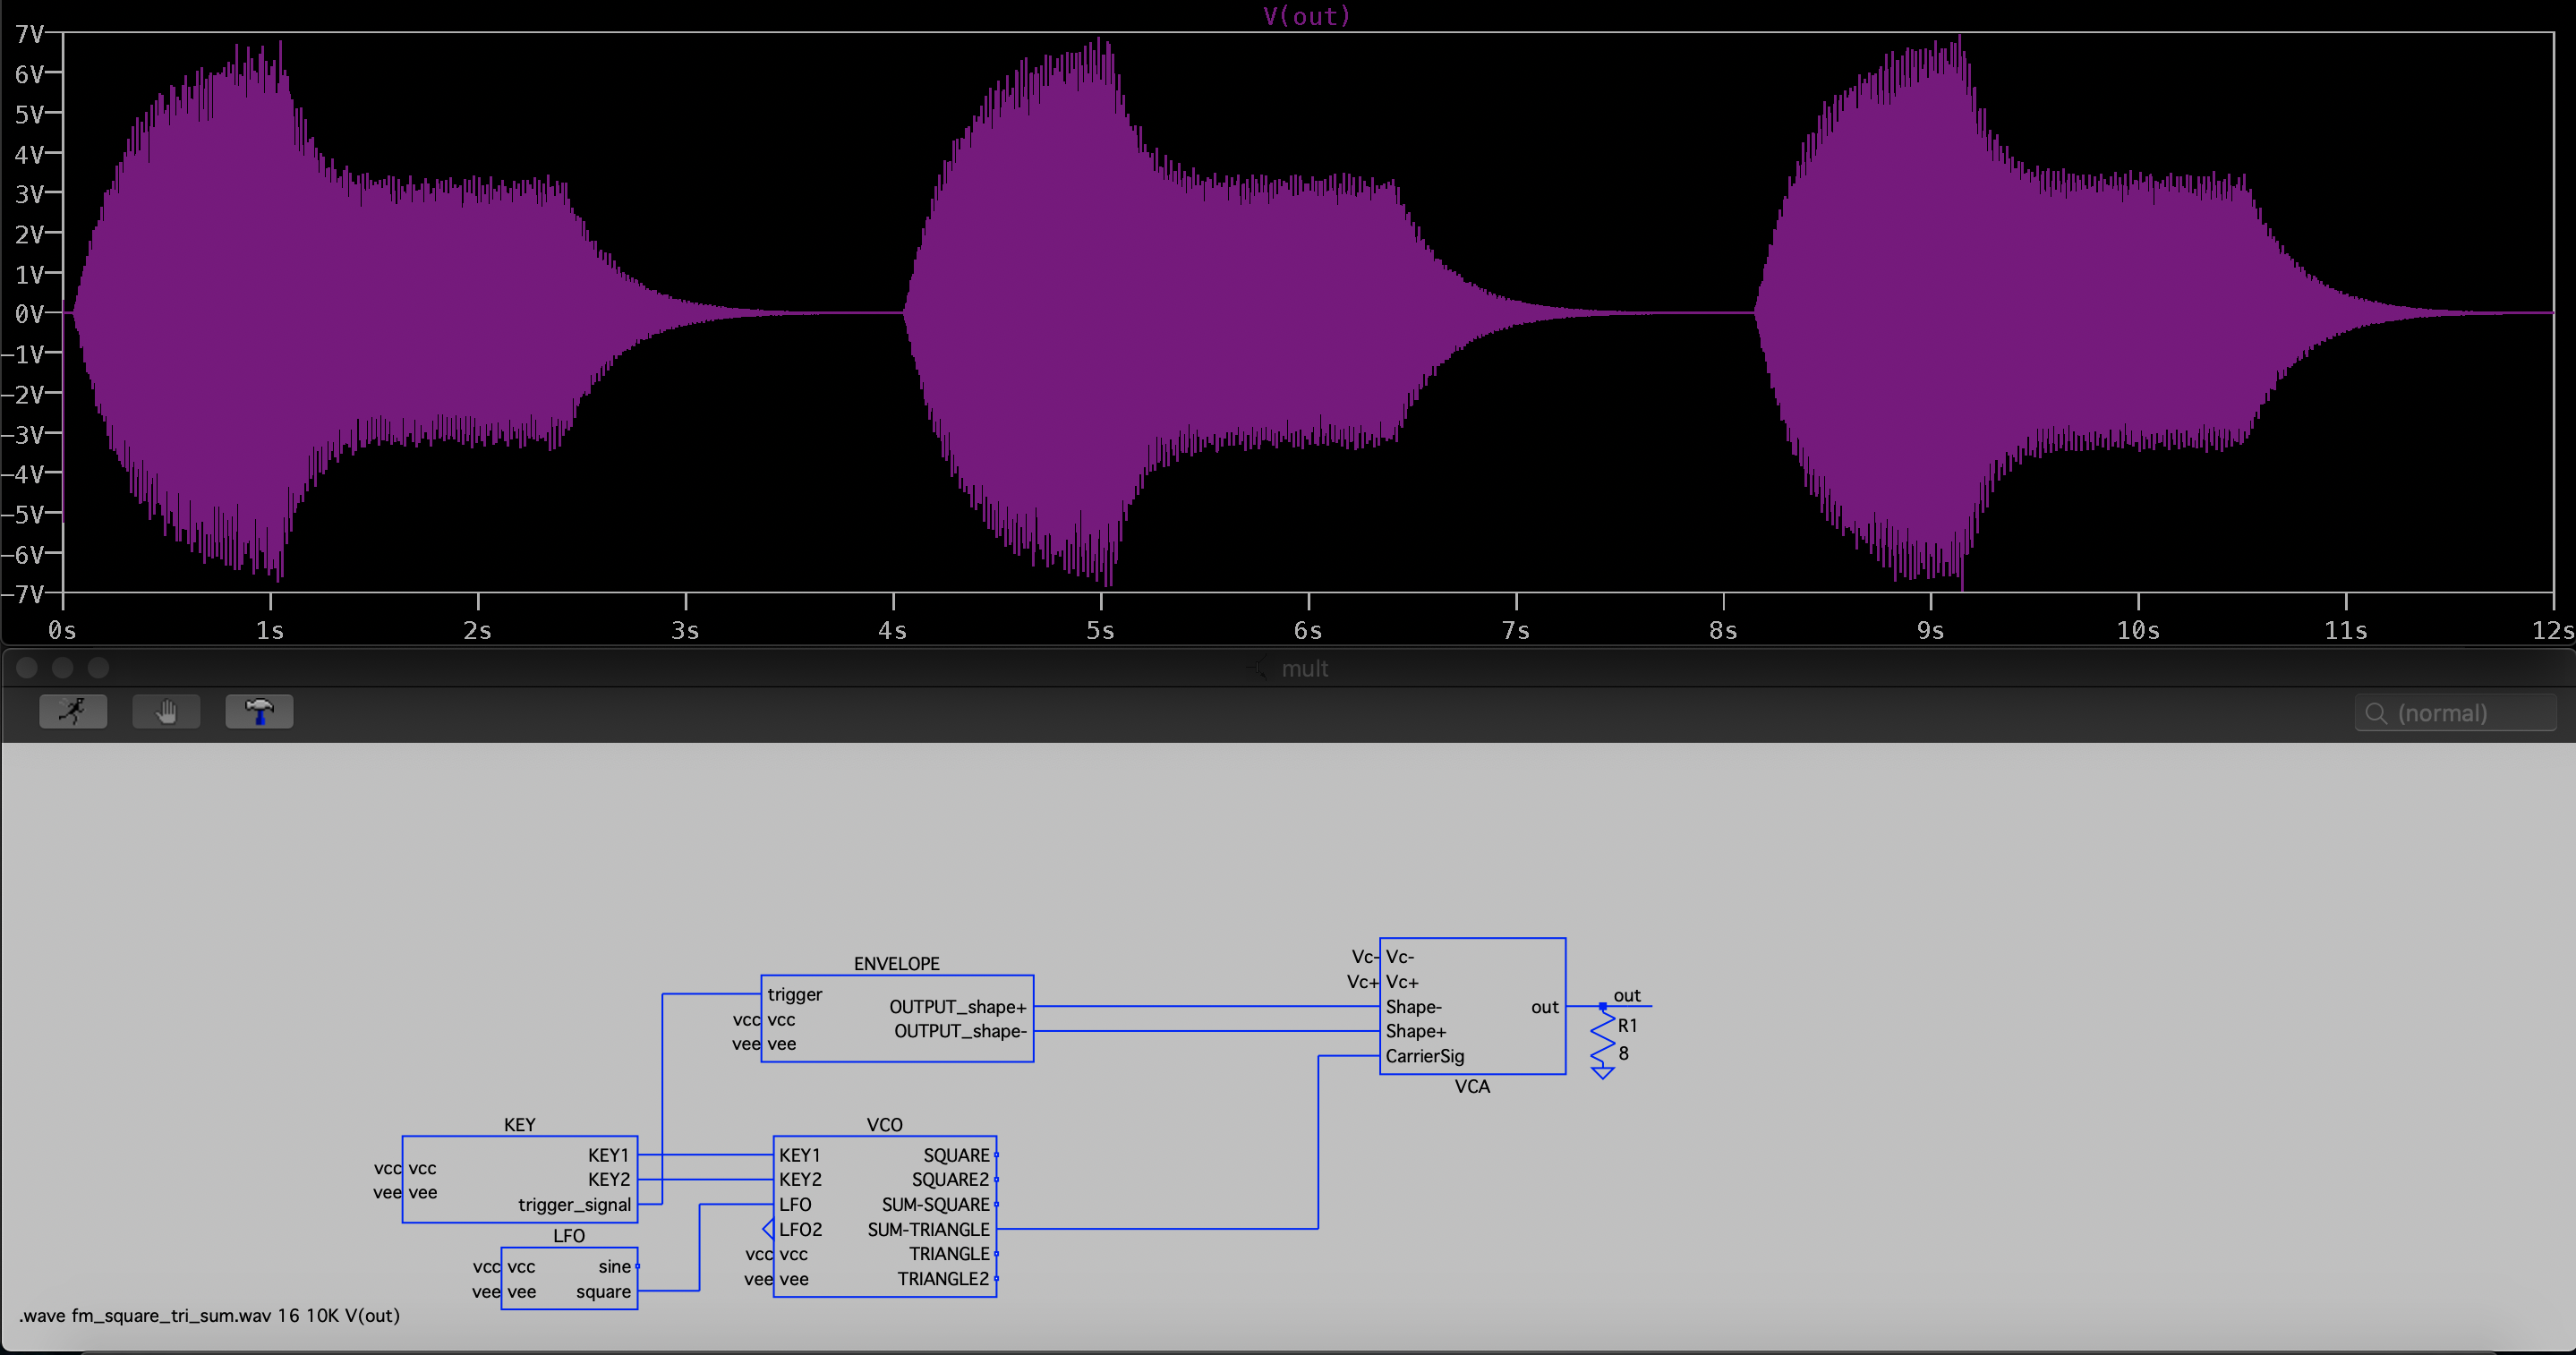 V(out)
7V
6V
5V
4V
3V
2V
1V
0V
-1V
-2V
-3V
-4V
-5V
-6V
-7V
0s 1s 2s 3s 4s 5s 6s 7s 8s 9s 10s 11s 12s
mult
(normal)
ENVELOPE
trigger
vcc vcc
vee vee
OUTPUT_shape+
OUTPUT_shape-
Vc- Vc-
Vc+ Vc+
Shape-
Shape+
CarrierSig
out
VCA
out
R1
8
KEY
vcc vcc
vee vee
KEY1
KEY2
trigger_signal
VCO
KEY1
KEY2
LFO
LFO2
vcc vcc
vee vee
SQUARE
SQUARE2
SUM-SQUARE
SUM-TRIANGLE
TRIANGLE
TRIANGLE2
LFO
vcc vcc
vee vee
sine
square
.wave fm_square_tri_sum.wav 16 10K V(out)